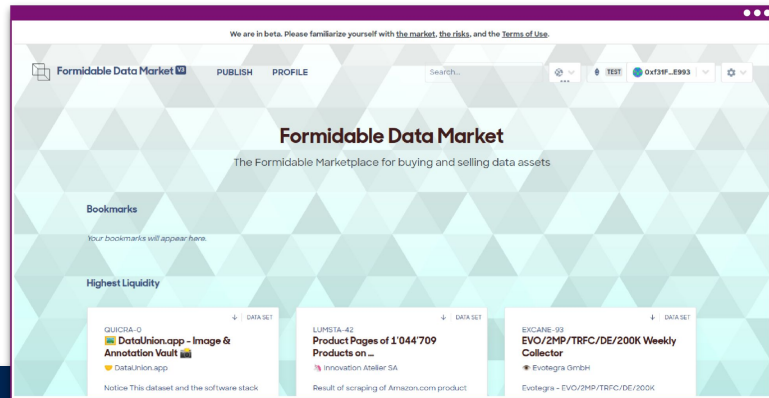 We are in beta. Please familiarize yourself with the market, the risks, and the Terms of Use.
Formidable Data Market V3 PUBLISH PROFILE Search... TEST 0xf31F...E993
Formidable Data Market
The Formidable Marketplace for buying and selling data assets
Bookmarks
Your bookmarks will appear here.
Highest Liquidity
↓ DATA SET ↓ DATA SET ↓ DATA SET
QUICRA-0 LUMSTA-42 EXCANE-93
🖼️ DataUnion.app - Image & Product Pages of 1'044'709 EVO/2MP/TRFC/DE/200K Weekly
Annotation Vault 📸 Products on ... Collector
🤝 DataUnion.app 🦄 Innovation Atelier SA 👁 Evotegra GmbH
Notice This dataset and the software stack Result of scraping of Amazon.com product Evotegra - EVO/2MP/TRFC/DE/200K